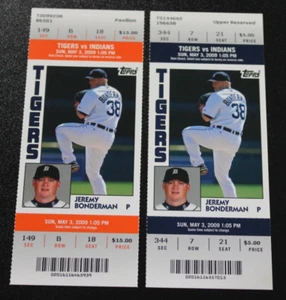 Pavilion
149 B 18 $15.00
SEC ROW SEAT PRICE
TIGERS vs INDIANS
SUN, MAY 3, 2009 1:05 PM
TIGERS
Topps
BONDERMAN
38
JEREMY
BONDERMAN P
SUN, MAY 3, 2009 1:05 PM
SEC ROW SEAT PRICE
149 B 18 $15.00
Upper Reserved
344 7 21 $15.00
SEC ROW SEAT PRICE
TIGERS vs INDIANS
SUN, MAY 3, 2009 1:05 PM
TIGERS
Topps
38
JEREMY
BONDERMAN P
SUN, MAY 3, 2009 1:05 PM
SEC ROW SEAT PRICE
344 7 21 $15.00